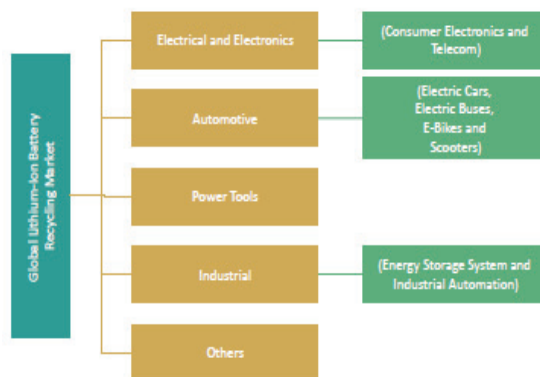 Global Lithium-Ion Battery
Recycling Market
Electrical and Electronics
(Consumer Electronics and
Telecom)
Automotive
(Electric Cars,
Electric Buses,
E-Bikes and
Scooters)
Power Tools
Industrial
(Energy Storage System and
Industrial Automation)
Others